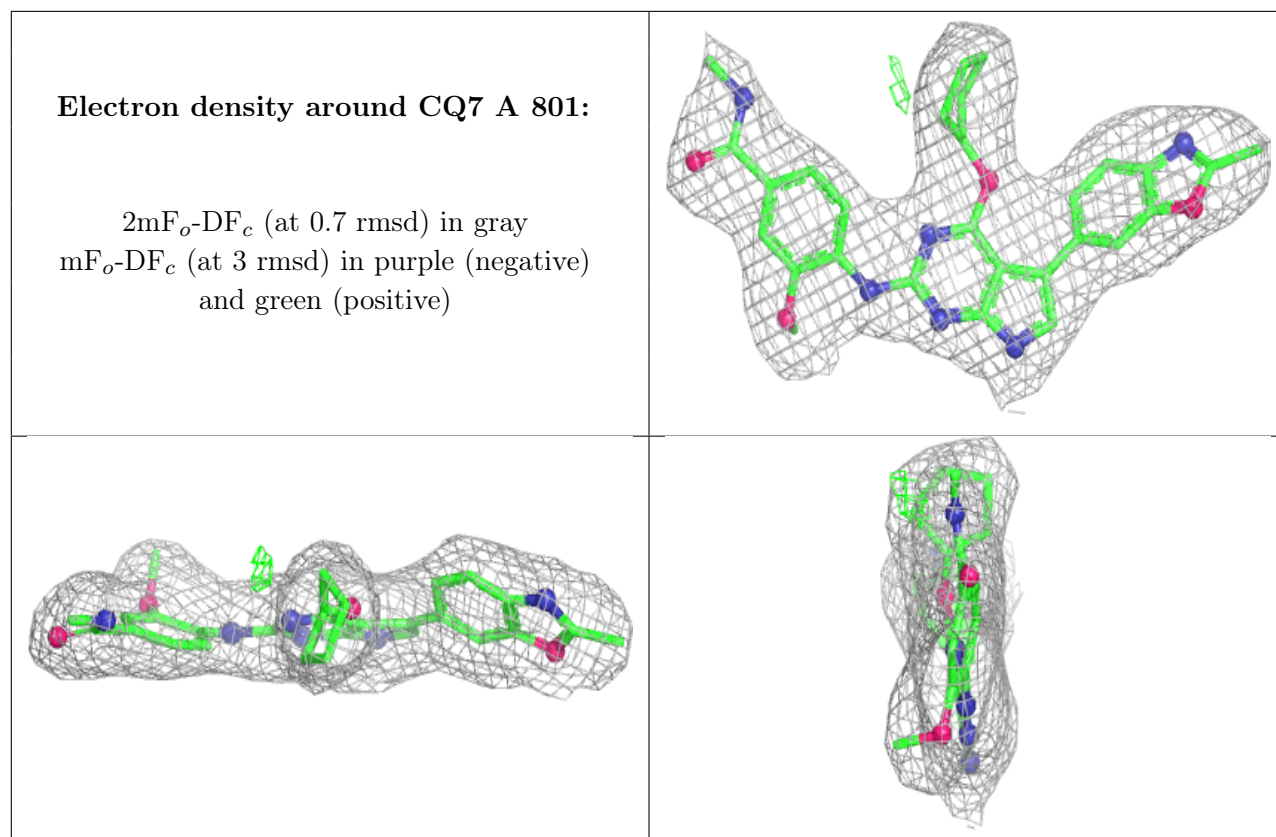 Electron density around CQ7 A 801:
2mFₒ-DF𝒸 (at 0.7 rmsd) in gray
mFₒ-DF𝒸 (at 3 rmsd) in purple (negative)
and green (positive)